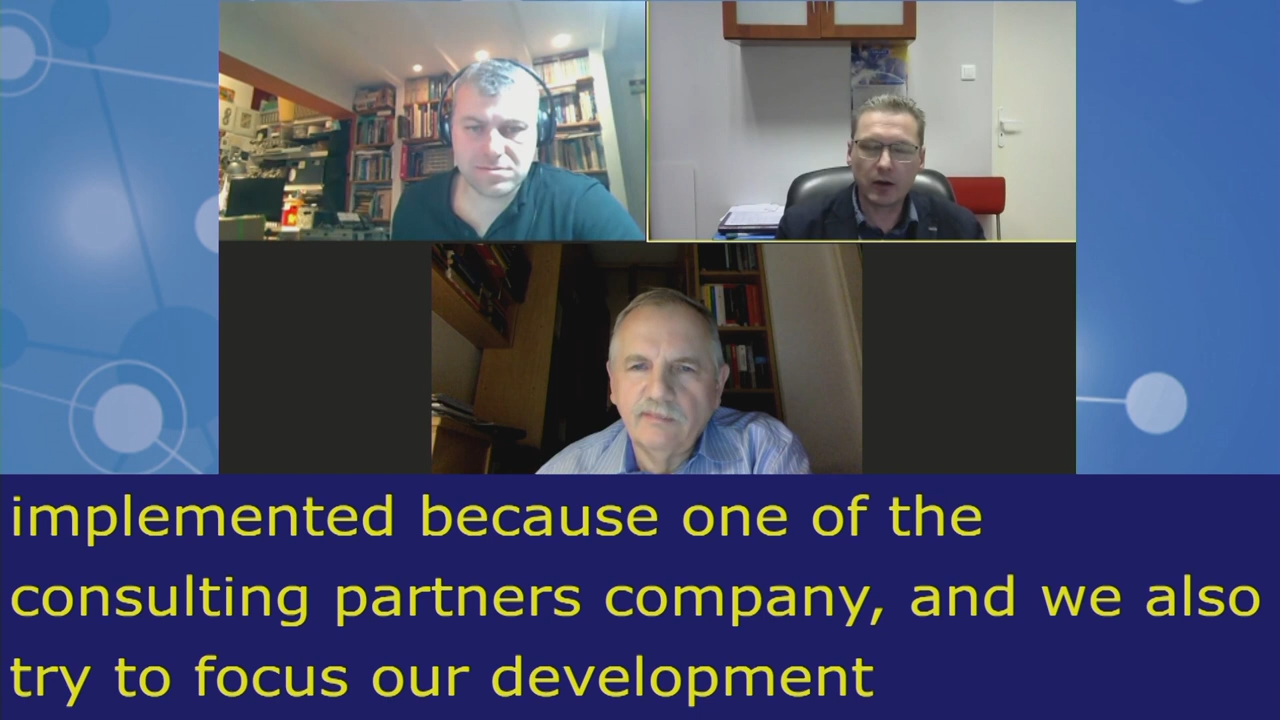 implemented because one of the
consulting partners company, and we also
try to focus our development